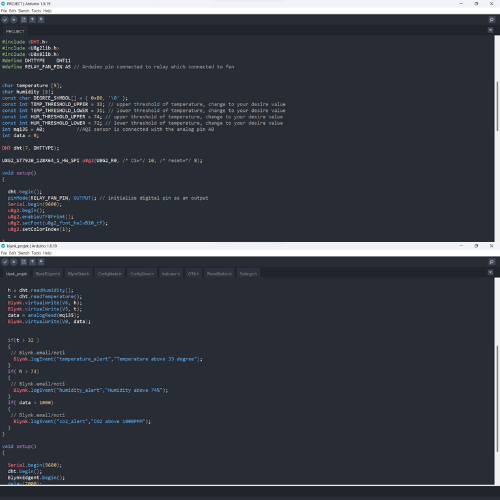 PROJECT | Arduino 1.8.19
File Edit Sketch Tools Help
PROJECT
#include <DHT.h>
#include <U8g2lib.h>
#define DHTTYPE DHT11
#define RELAY_FAN_PIN A5 // Arduino pin connected to relay which connected to fan
char temperature [5];
char humidity [5];
const char DEGREE_SYMBOL[] = { 0xB0, '\0' };
const int TEMP_THRESHOLD_UPPER = 33; // upper threshold of temperature, change to your desire value
const int TEMP_THRESHOLD_LOWER = 31; // lower threshold of temperature, change to your desire value
const int HUM_THRESHOLD_UPPER = 74; // upper threshold of temperature, change to your desire value
const int HUM_THRESHOLD_LOWER = 72; // lower threshold of temperature, change to your desire value
int mq135 = A0; //AQI sensor is connected with the analog pin A0
int data = 0;
DHT dht(7, DHTTYPE);
U8G2_ST7920_128X64_1_HW_SPI u8g2(U8G2_R0, /* CS=*/ 10, /* reset=*/ 8);
void setup()
{
dht.begin();
pinMode(RELAY_FAN_PIN, OUTPUT); // initialize digital pin as an output
Serial.begin(9600);
u8g2.begin();
u8g2.enableUTF8Print();
u8g2.setFont(u8g2_font_helvB10_tf);
u8g2.setColorIndex(1);
blynk_projek | Arduino 1.8.19
File Edit Sketch Tools Help
blynk_projek BlynkEdgent.h BlynkState.h ConfigMode.h ConfigStore.h Indicator.h OTA.h ResetButton.h Settings.h
h = dht.readHumidity();
t = dht.readTemperature();
Blynk.virtualWrite(V6, h);
Blynk.virtualWrite(V5, t);
data = analogRead(mq135);
Blynk.virtualWrite(V0, data);
if(t > 32 )
{
// Blynk.email/noti
Blynk.logEvent("temperature_alert","Temperature above 33 degree");
}
if( h > 73)
{
// Blynk.email/noti
Blynk.logEvent("humidity_alert","Humidity above 74%");
}
if( data > 1000)
{
// Blynk.email/noti
Blynk.logEvent("co2_alert","CO2 above 1000PPM");
}
}
void setup()
{
Serial.begin(9600);
dht.begin();
BlynkEdgent.begin();
delay(2000);